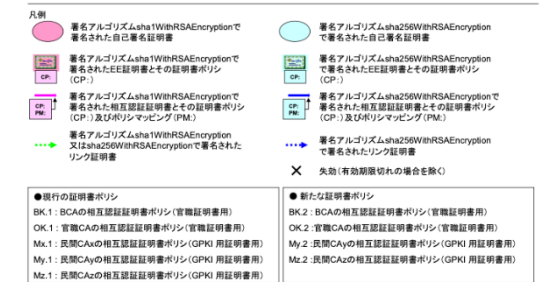 凡例
署名アルゴリズムsha1WithRSAEncryptionで
署名された自己署名証明書
署名アルゴリズムsha256WithRSAEncryption
で署名された自己署名証明書
CP:
署名アルゴリズムsha1WithRSAEncryptionで
署名されたEE証明書とその証明書ポリシ
(CP:)
CP:
署名アルゴリズムsha256WithRSAEncryption
で署名されたEE証明書とその証明書ポリシ
(CP:)
CP:
PM:
署名アルゴリズムsha1WithRSAEncryptionで
署名された相互認証証明書とその証明書ポリシ
(CP:)及びポリシマッピング(PM:)
CP:
PM:
署名アルゴリズムsha256WithRSAEncryption
で署名された相互認証証明書とその証明書ポリシ
(CP:)及びポリシマッピング(PM:)
署名アルゴリズムsha1WithRSAEncryption
又はsha256WithRSAEncryptionで署名された
リンク証明書
署名アルゴリズムsha256WithRSAEncryption
で署名されたリンク証明書
× 失効(有効期限切れの場合を除く)
●現行の証明書ポリシ
BK.1:BCAの相互認証証明書ポリシ(官職証明書用)
OK.1:官職CAの相互認証証明書ポリシ(官職証明書用)
Mx.1:民間CAxの相互認証証明書ポリシ(GPKI 用証明書用)
My.1:民間CAyの相互認証証明書ポリシ(GPKI 用証明書用)
Mz.1:民間CAzの相互認証証明書ポリシ(GPKI 用証明書用)
● 新たな証明書ポリシ
BK.2:BCAの相互認証証明書ポリシ(官職証明書用)
OK.2:官職CAの相互認証証明書ポリシ(官職証明書用)
My.2:民間CAyの相互認証証明書ポリシ(GPKI 用証明書用)
Mz.2:民間CAzの相互認証証明書ポリシ(GPKI 用証明書用)